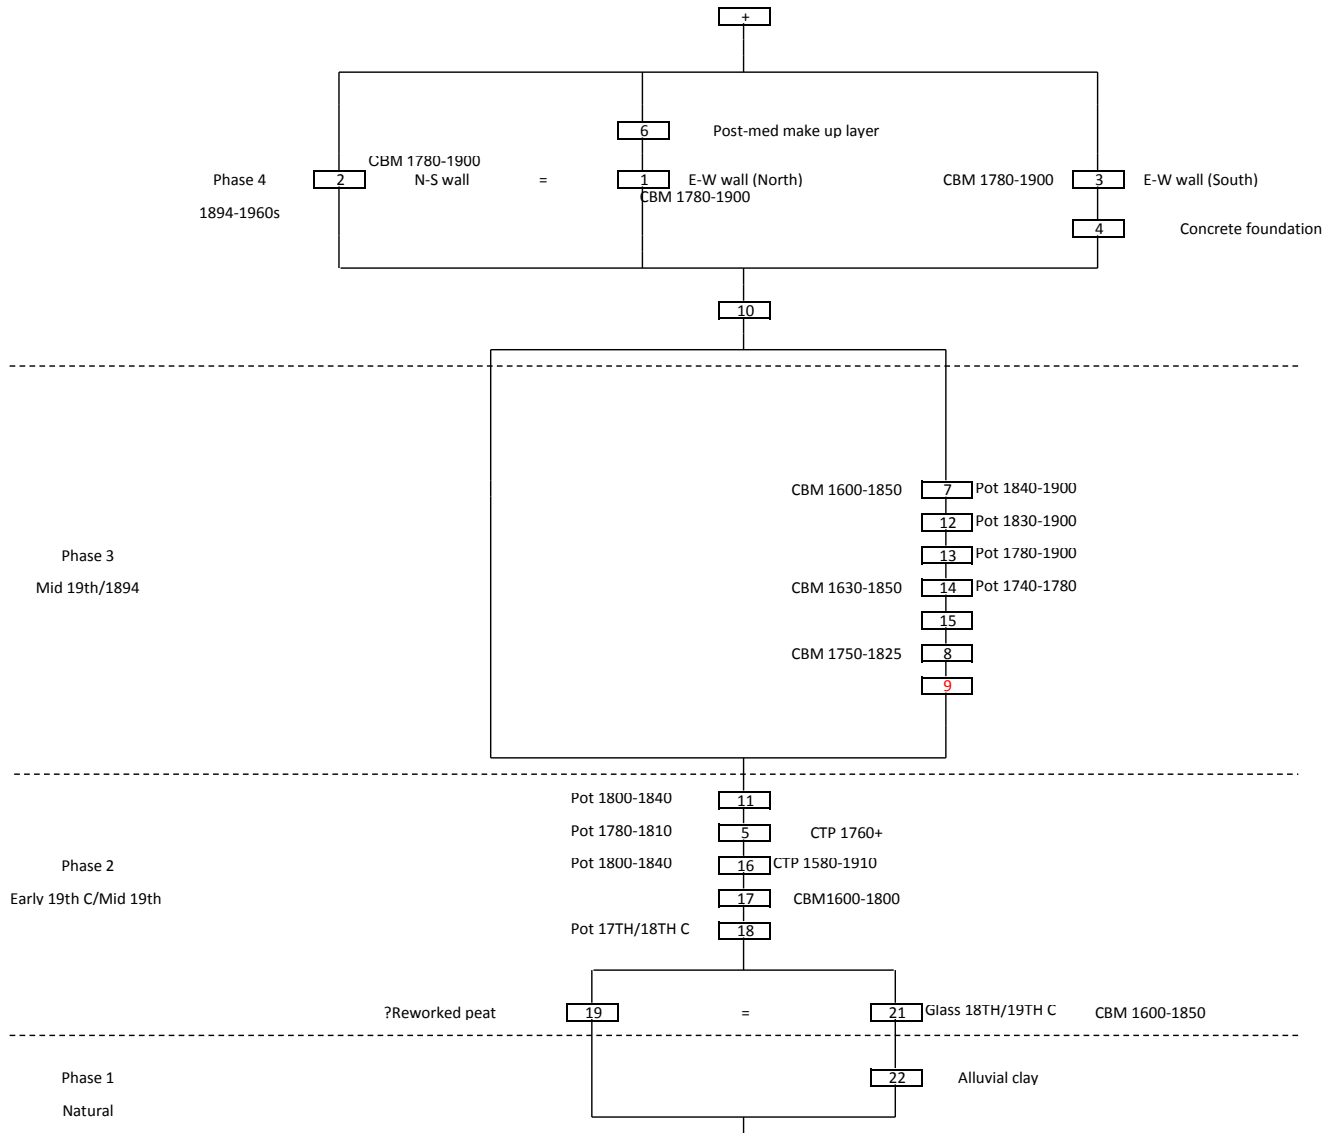 +
6 Post-med make up layer
CBM 1780-1900
Phase 4 2 N-S wall = 1 E-W wall (North) CBM 1780-1900 3 E-W wall (South)
CBM 1780-1900
1894-1960s
4 Concrete foundation
10
CBM 1600-1850 7 Pot 1840-1900
12 Pot 1830-1900
Phase 3 13 Pot 1780-1900
Mid 19th/1894 CBM 1630-1850 14 Pot 1740-1780
15
CBM 1750-1825 8
9
Pot 1800-1840 11
Pot 1780-1810 5 CTP 1760+
Phase 2 Pot 1800-1840 16 CTP 1580-1910
Early 19th C/Mid 19th 17 CBM1600-1800
Pot 17TH/18TH C 18
?Reworked peat 19 = 21 Glass 18TH/19TH C CBM 1600-1850
Phase 1 22 Alluvial clay
Natural